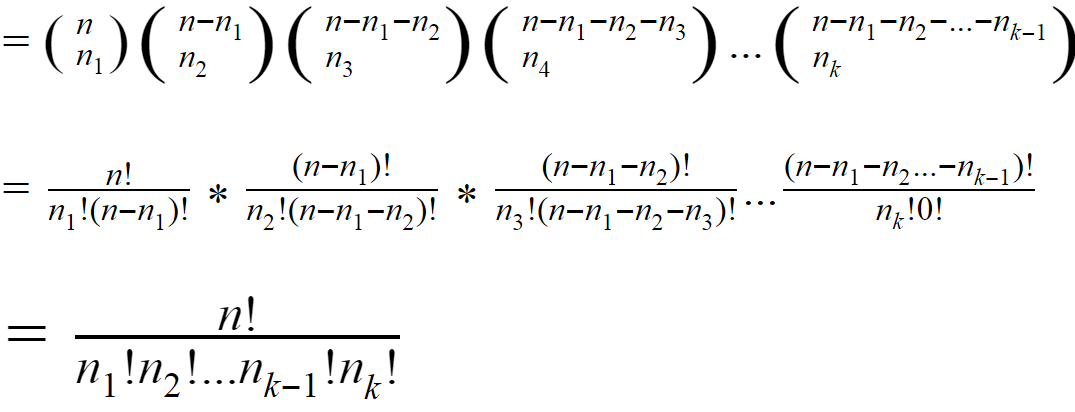 = (n n₁) (n−n₁ n₂) (n−n₁−n₂ n₃) (n−n₁−n₂−n₃ n₄) ... (n−n₁−n₂−...−nₖ₋₁ nₖ)
= n!/n₁!(n−n₁)! * (n−n₁)!/n₂!(n−n₁−n₂)! * (n−n₁−n₂)!/n₃!(n−n₁−n₂−n₃)! ... (n−n₁−n₂...−nₖ₋₁)!/nₖ!0!
= n!/n₁!n₂!...nₖ₋₁!nₖ!